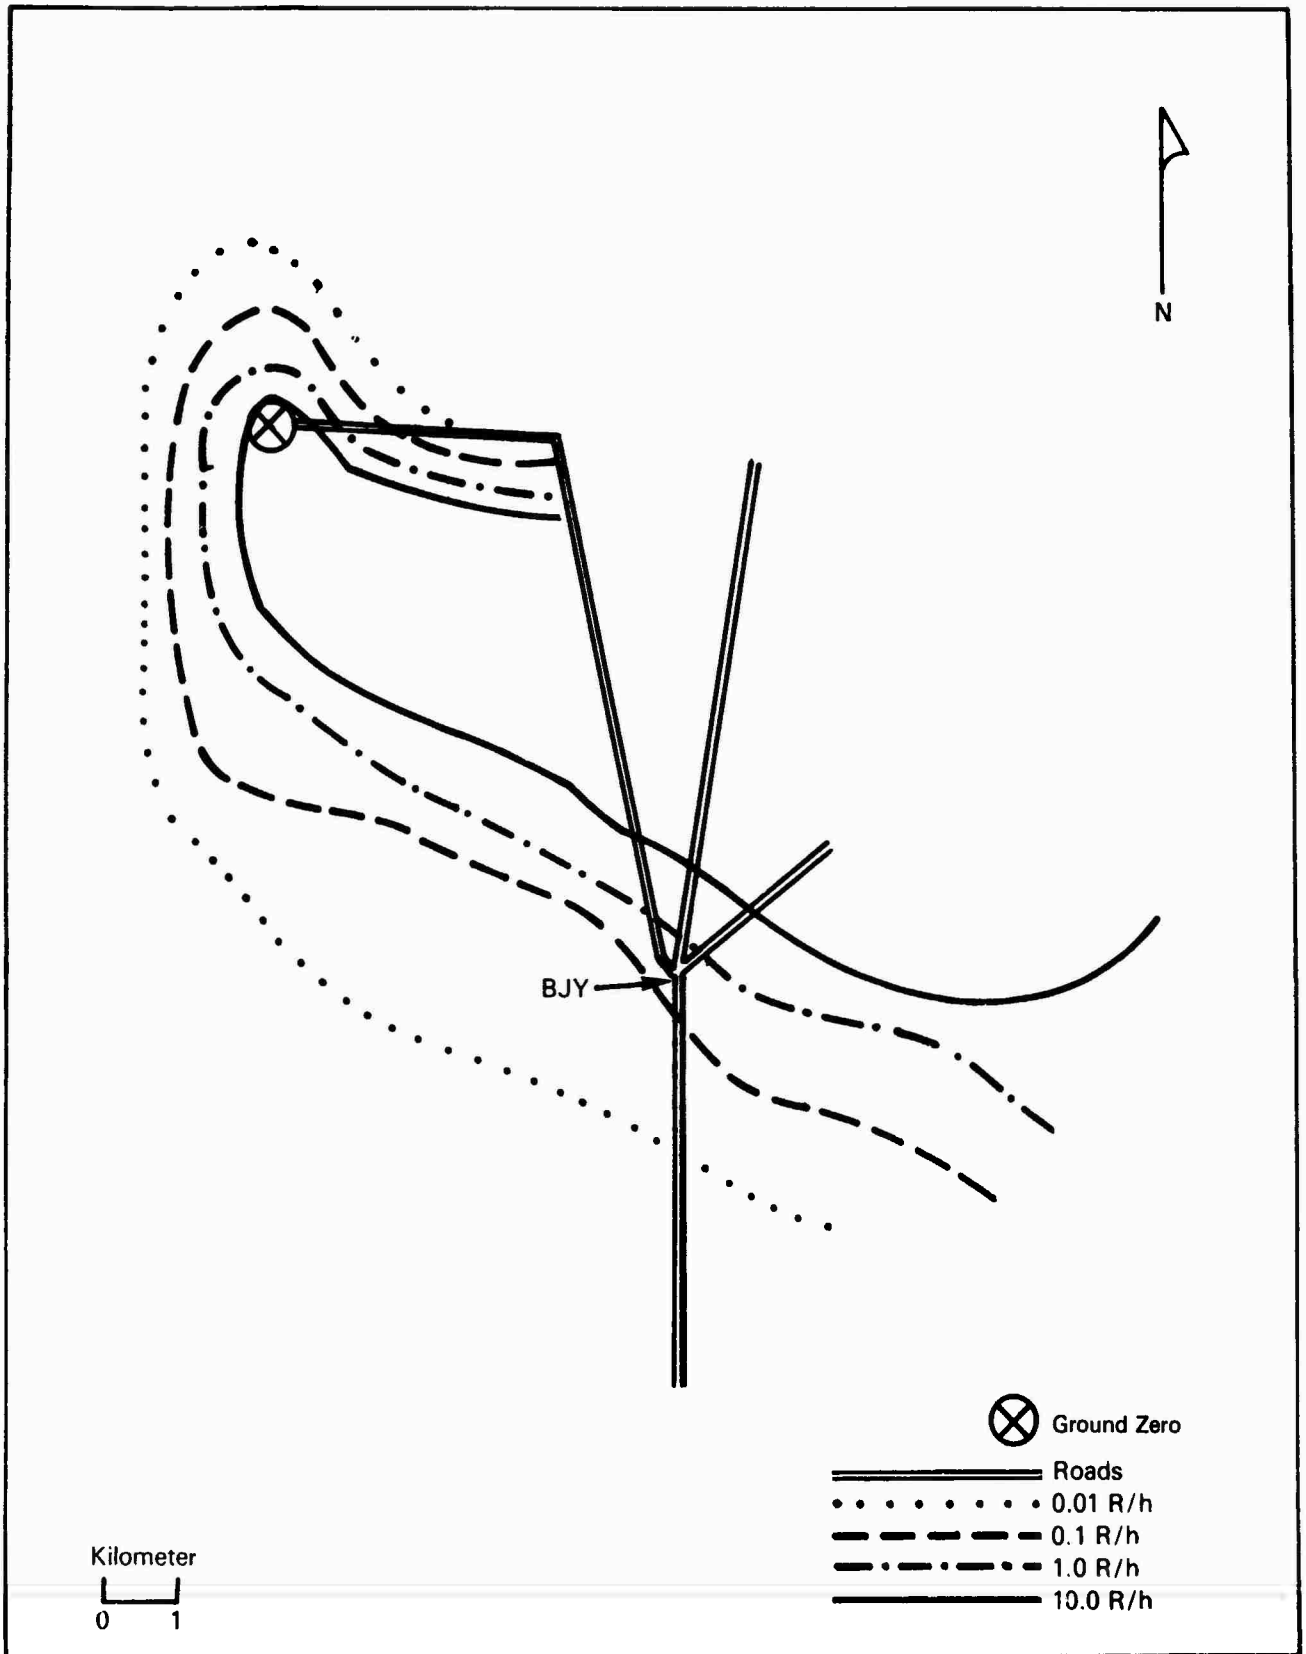 N
BJY
Ground Zero
Roads
0.01 R/h
0.1 R/h
1.0 R/h
10.0 R/h
Kilometer
0 1